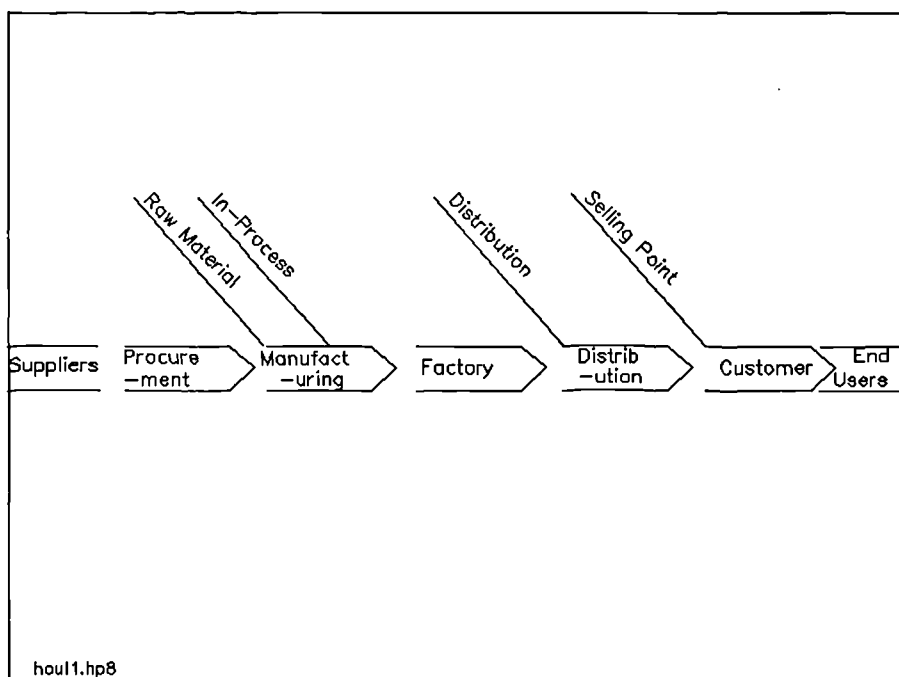 Raw Material
In-Process
Distribution
Selling Point
Suppliers
Procure
-ment
Manufact
-uring
Factory
Distrib
-ution
Customer
End
Users
houl1.hp8